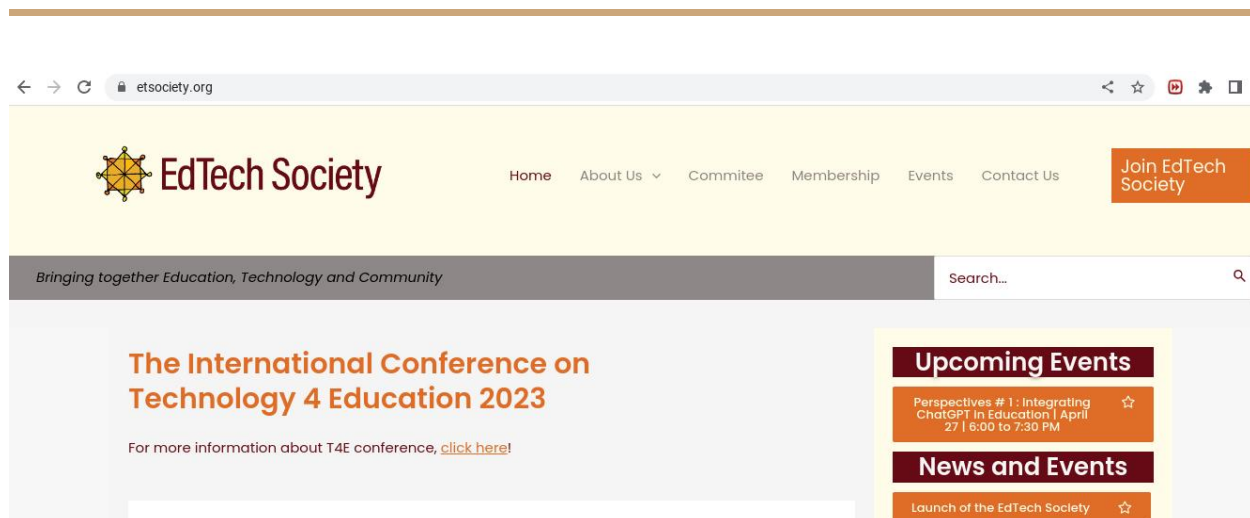 etsociety.org
EdTech Society
Home About Us Commitee Membership Events Contact Us
Join EdTech
Society
Bringing together Education, Technology and Community
Search...
The International Conference on
Technology 4 Education 2023
For more information about T4E conference, click here!
Upcoming Events
Perspectives # 1 : Integrating
ChatGPT in Education | April
27 | 6:00 to 7:30 PM
News and Events
Launch of the EdTech Society